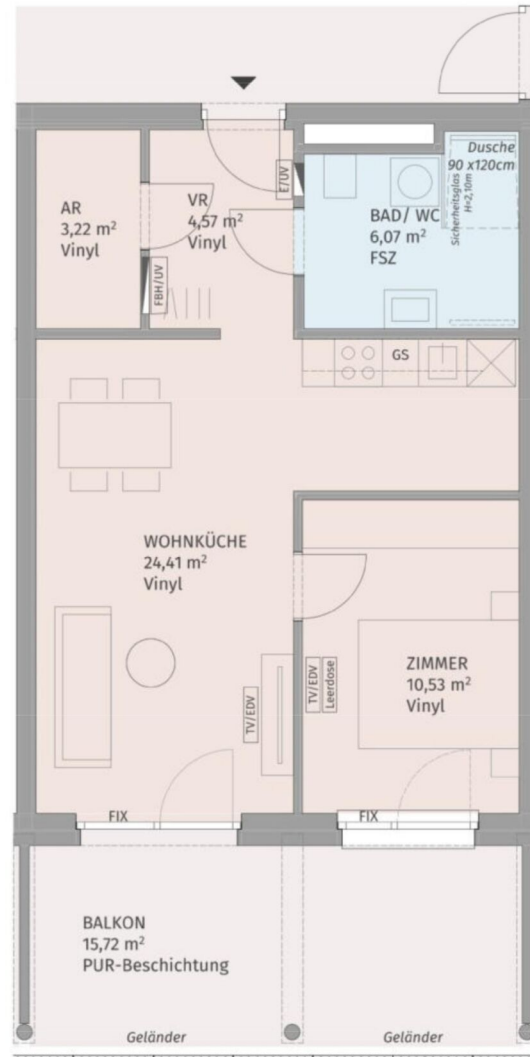 Dusche
90 x120cm
Sicherheitsglas
H=2,10m
E/UV
AR
3,22 m²
Vinyl
VR
4,57 m²
Vinyl
BAD/ WC
6,07 m²
FSZ
FBH/UV
GS
WOHNKÜCHE
24,41 m²
Vinyl
ZIMMER
10,53 m²
Vinyl
TV/EDV
TV/EDV
Leerdose
FIX
FIX
BALKON
15,72 m²
PUR-Beschichtung
Geländer
Geländer